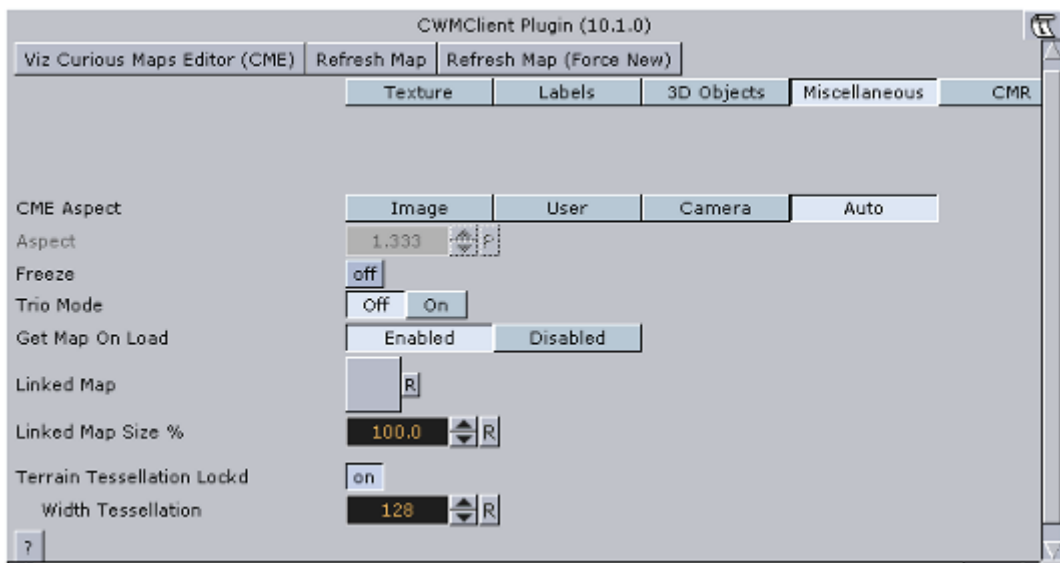 CWMClient Plugin (10.1.0)
Viz Curious Maps Editor (CME) Refresh Map Refresh Map (Force New)
Texture Labels 3D Objects Miscellaneous CMR
CME Aspect Image User Camera Auto
Aspect 1.333 P
Freeze off
Trio Mode Off On
Get Map On Load Enabled Disabled
Linked Map R
Linked Map Size % 100.0 R
Terrain Tessellation Lockd on
Width Tessellation 128 R
?